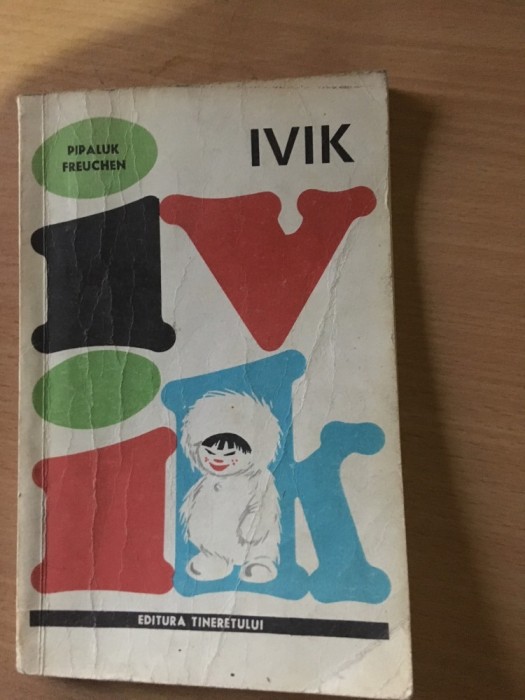 PIPALUK
FREUCHEN
IVIK
iv
ik
EDITURA TINERETULUI